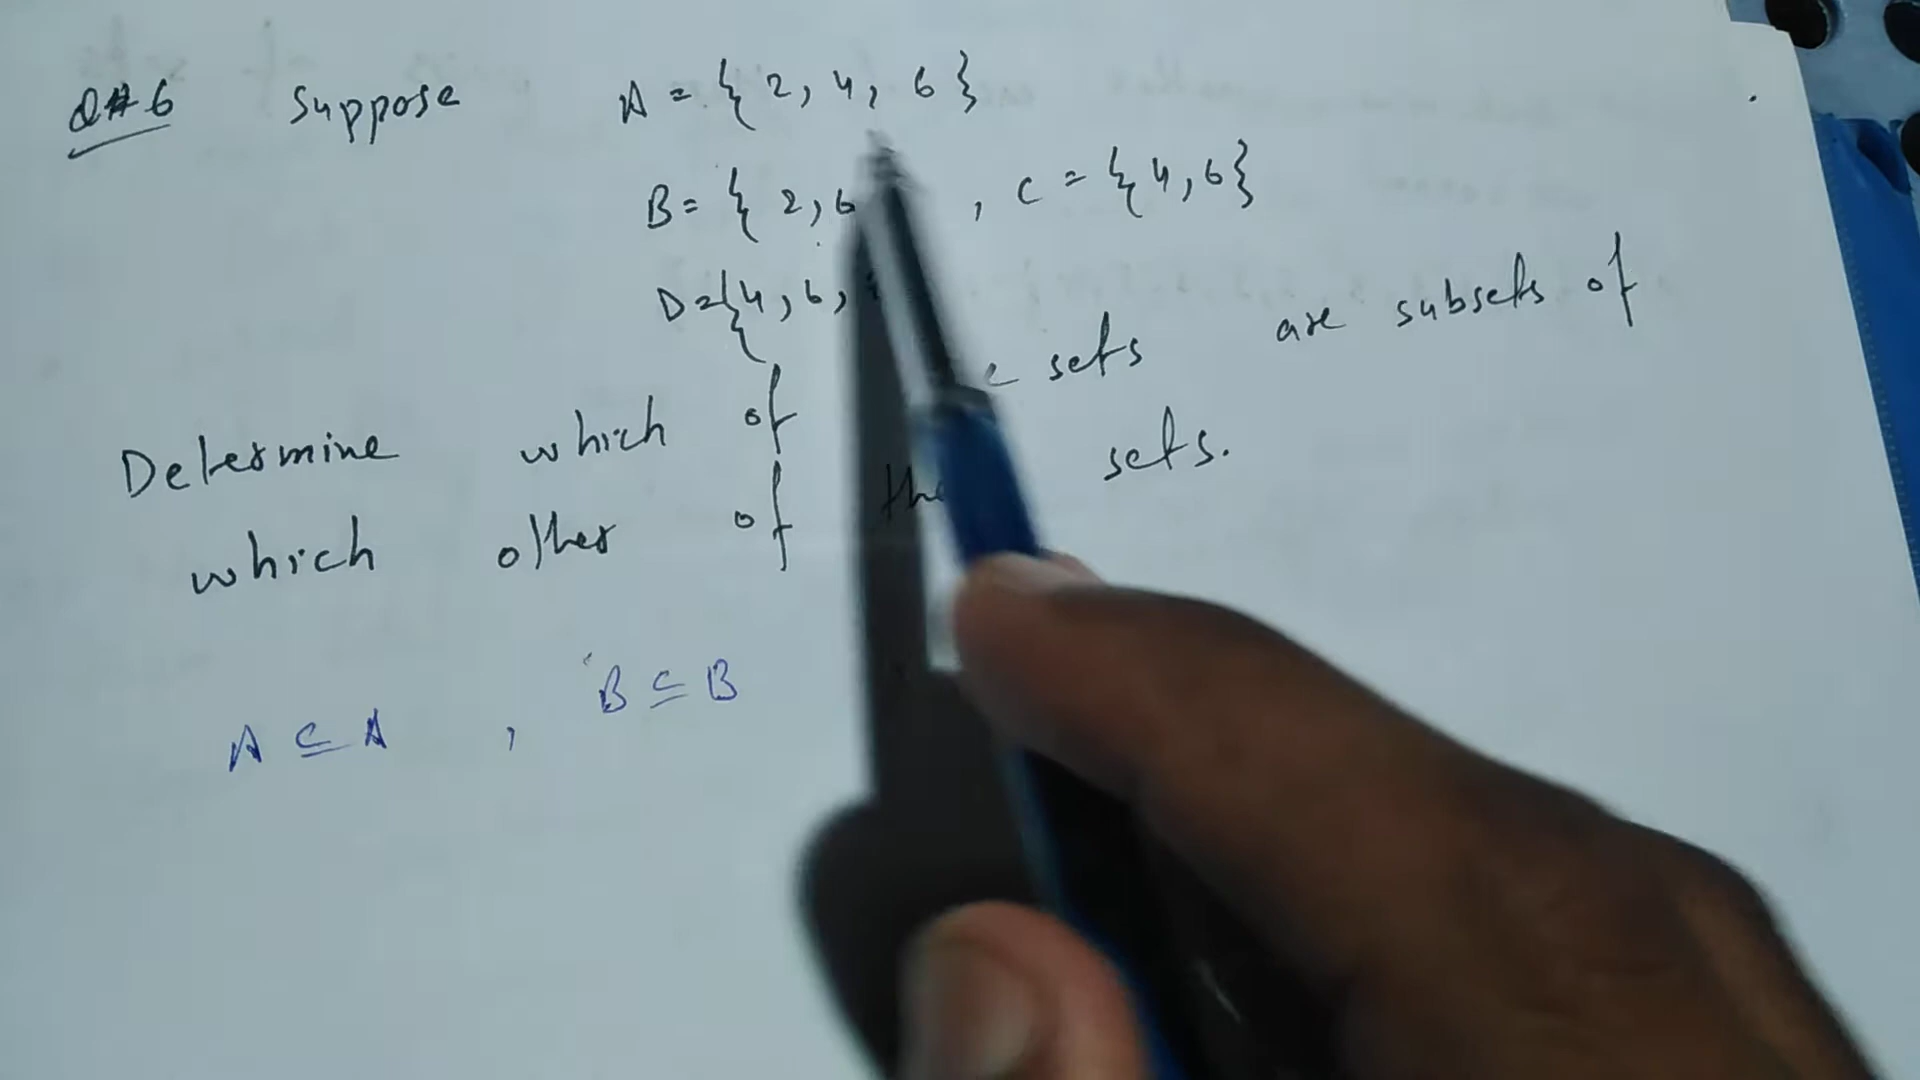 Q#6 Suppose A = {2, 4, 6}
B = {2, 6 , C = {4, 6}
D = {4, 6,
Determine which of sets are subsets of
which other of sets.
A ⊆ A , B ⊆ B